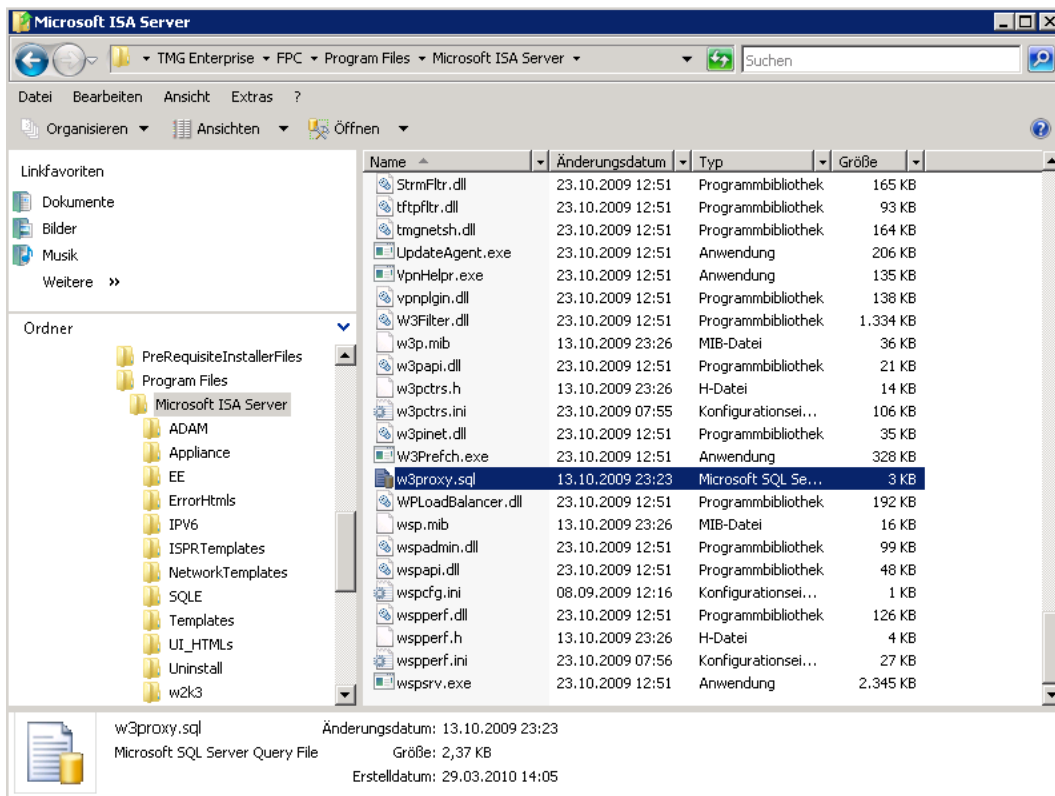 Microsoft ISA Server
TMG Enterprise FPC Program Files Microsoft ISA Server Suchen
Datei Bearbeiten Ansicht Extras ?
Organisieren Ansichten Öffnen
Linkfavoriten
Dokumente
Bilder
Musik
Weitere »
Ordner
PreRequisiteInstallerFiles
Program Files
Microsoft ISA Server
ADAM
Appliance
EE
ErrorHtmls
IPV6
ISPRTemplates
NetworkTemplates
SQLE
Templates
UI_HTMLs
Uninstall
w2k3
Name Änderungsdatum Typ Größe
StrmFltr.dll 23.10.2009 12:51 Programmbibliothek 165 KB
tftpfltr.dll 23.10.2009 12:51 Programmbibliothek 93 KB
tmgnetsh.dll 23.10.2009 12:51 Programmbibliothek 164 KB
UpdateAgent.exe 23.10.2009 12:51 Anwendung 206 KB
VpnHelpr.exe 23.10.2009 12:51 Anwendung 135 KB
vpnplgin.dll 23.10.2009 12:51 Programmbibliothek 138 KB
W3Filter.dll 23.10.2009 12:51 Programmbibliothek 1.334 KB
w3p.mib 13.10.2009 23:26 MIB-Datei 36 KB
w3papi.dll 23.10.2009 12:51 Programmbibliothek 21 KB
w3pctrs.h 13.10.2009 23:26 H-Datei 14 KB
w3pctrs.ini 23.10.2009 07:55 Konfigurationsei... 106 KB
w3pinet.dll 23.10.2009 12:51 Programmbibliothek 35 KB
W3Prefch.exe 23.10.2009 12:51 Anwendung 328 KB
w3proxy.sql 13.10.2009 23:23 Microsoft SQL Se... 3 KB
WPLoadBalancer.dll 23.10.2009 12:51 Programmbibliothek 192 KB
wsp.mib 13.10.2009 23:26 MIB-Datei 16 KB
wspadmin.dll 23.10.2009 12:51 Programmbibliothek 99 KB
wspapi.dll 23.10.2009 12:51 Programmbibliothek 48 KB
wspcfg.ini 08.09.2009 12:16 Konfigurationsei... 1 KB
wspperf.dll 23.10.2009 12:51 Programmbibliothek 126 KB
wspperf.h 13.10.2009 23:26 H-Datei 4 KB
wspperf.ini 23.10.2009 07:56 Konfigurationsei... 27 KB
wspsrv.exe 23.10.2009 12:51 Anwendung 2.345 KB
w3proxy.sql Änderungsdatum: 13.10.2009 23:23
Microsoft SQL Server Query File Größe: 2,37 KB
Erstelldatum: 29.03.2010 14:05